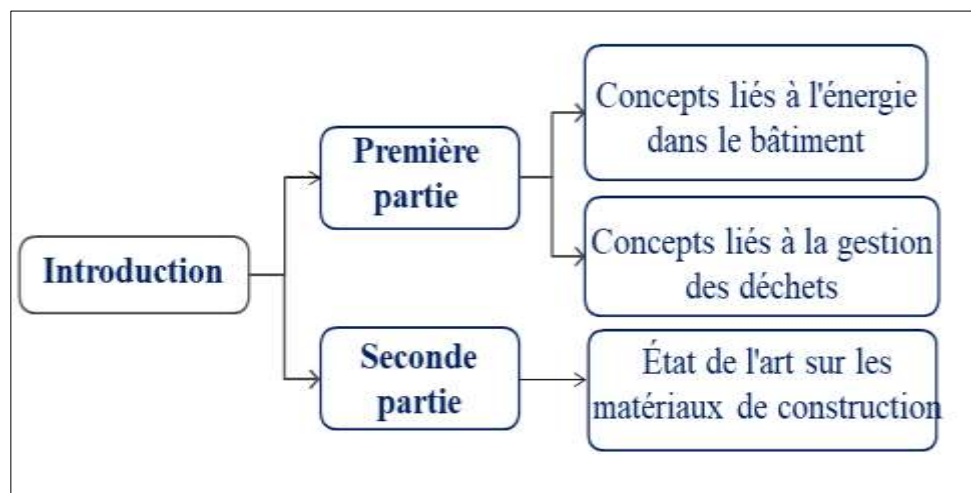 Introduction
Première
partie
Concepts liés à l'énergie
dans le bâtiment
Concepts liés à la gestion
des déchets
Seconde
partie
État de l'art sur les
matériaux de construction